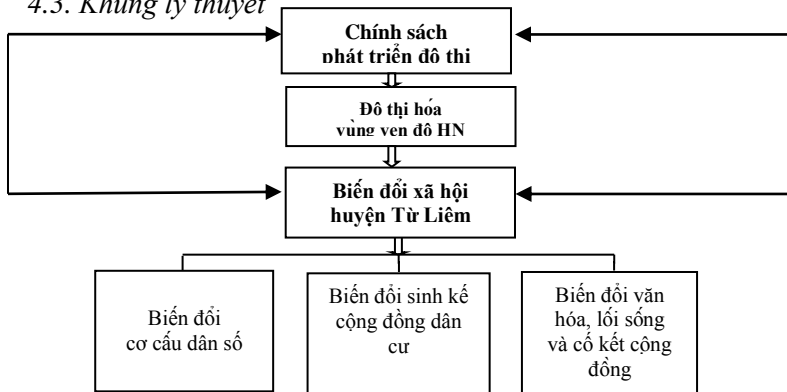 4.3. Khung lý thuyết
Chính sách
phát triển đô thị
Đô thị hóa
vùng ven đô HN
Biến đổi xã hội
huyện Từ Liêm
Biến đổi
cơ cấu dân số
Biến đổi sinh kế
cộng đồng dân
cư
Biến đổi văn
hóa, lối sống
và cố kết cộng
đồng